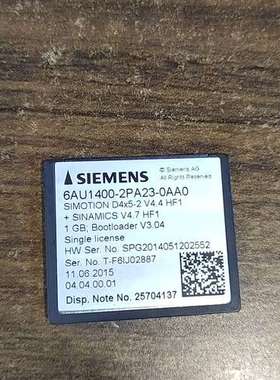 SIEMENS
© Siemens AG
All Rights Reserved
6AU1400-2PA23-0AA0
SIMOTION D4x5-2 V4.4 HF1
+ SINAMICS V4.7 HF1
1 GB, Bootloader V3.04
Single license
HW Ser. No. SPG2014051202552
Ser. No. T-F6IJ02887
11.06.2015
04.04 00.01
Disp. Note No. 25704137